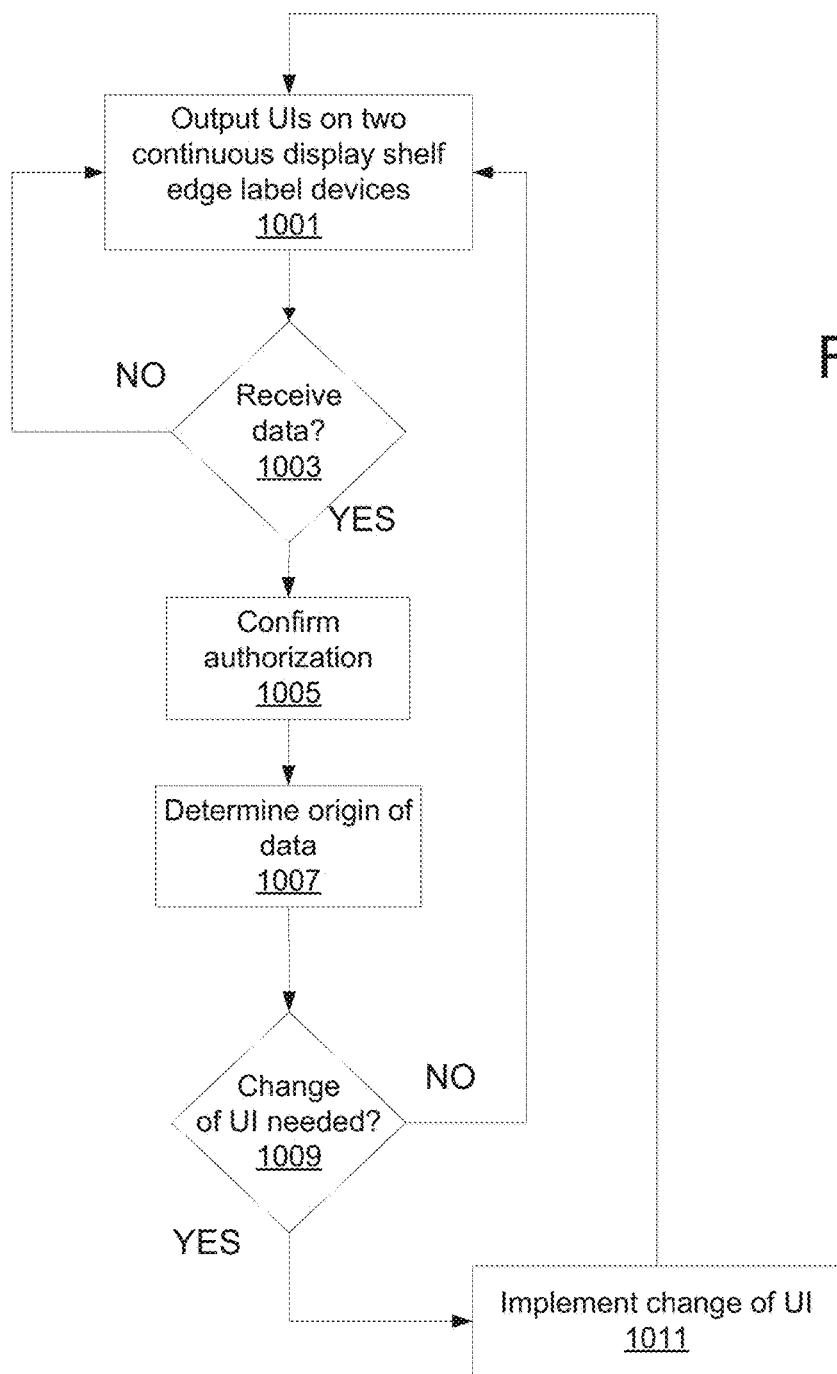 Output UIs on two
continuous display shelf
edge label devices
1001
NO
Receive
data?
1003
YES
Confirm
authorization
1005
Determine origin of
data
1007
Change
of UI needed?
1009
NO
YES
Implement change of UI
1011